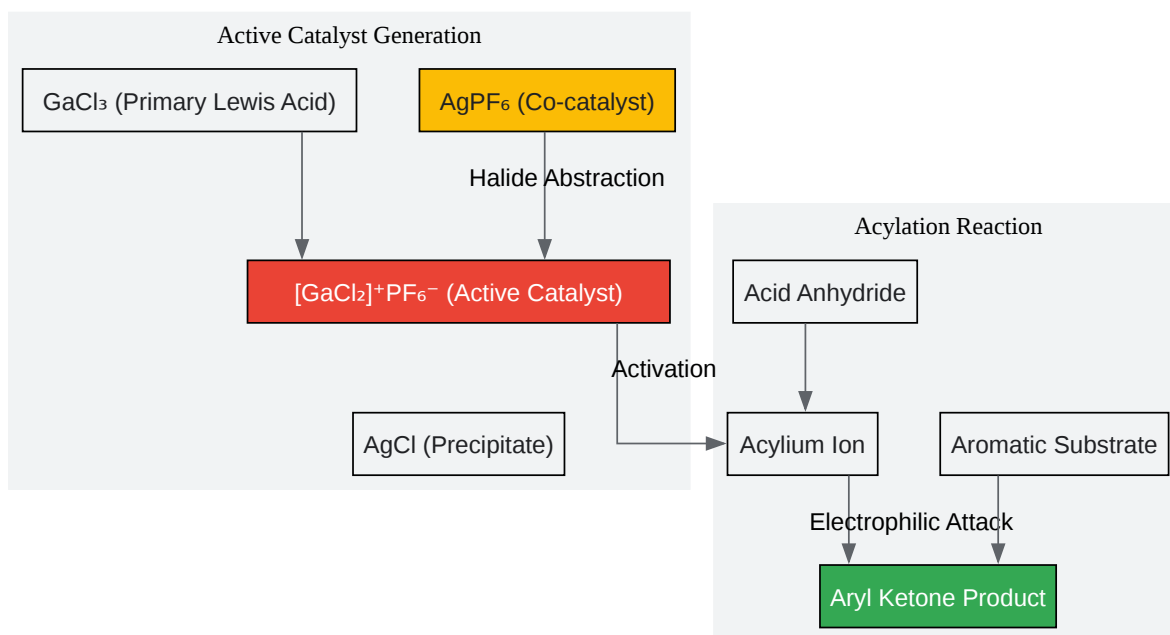 Active Catalyst Generation
GaCl₃ (Primary Lewis Acid)
AgPF₆ (Co-catalyst)
Halide Abstraction
[GaCl₂]⁺PF₆⁻ (Active Catalyst)
Activation
AgCl (Precipitate)
Acylation Reaction
Acid Anhydride
Acylium Ion
Aromatic Substrate
Electrophilic Attack
Aryl Ketone Product